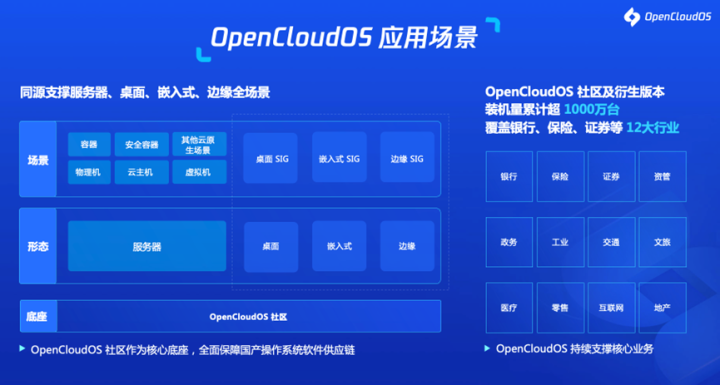 OpenCloudOS
OpenCloudOS 应用场景
同源支撑服务器、桌面、嵌入式、边缘全场景
场景
容器
安全容器
其他云原
生场景
物理机
云主机
虚拟机
桌面 SIG
嵌入式 SIG
边缘 SIG
形态
服务器
桌面
嵌入式
边缘
底座
OpenCloudOS 社区
OpenCloudOS 社区作为核心底座，全面保障国产操作系统软件供应链
OpenCloudOS 社区及衍生版本
装机量累计超 1000万台
覆盖银行、保险、证券等 12大行业
银行
保险
证券
资管
政务
工业
交通
文旅
医疗
零售
互联网
地产
OpenCloudOS 持续支撑核心业务